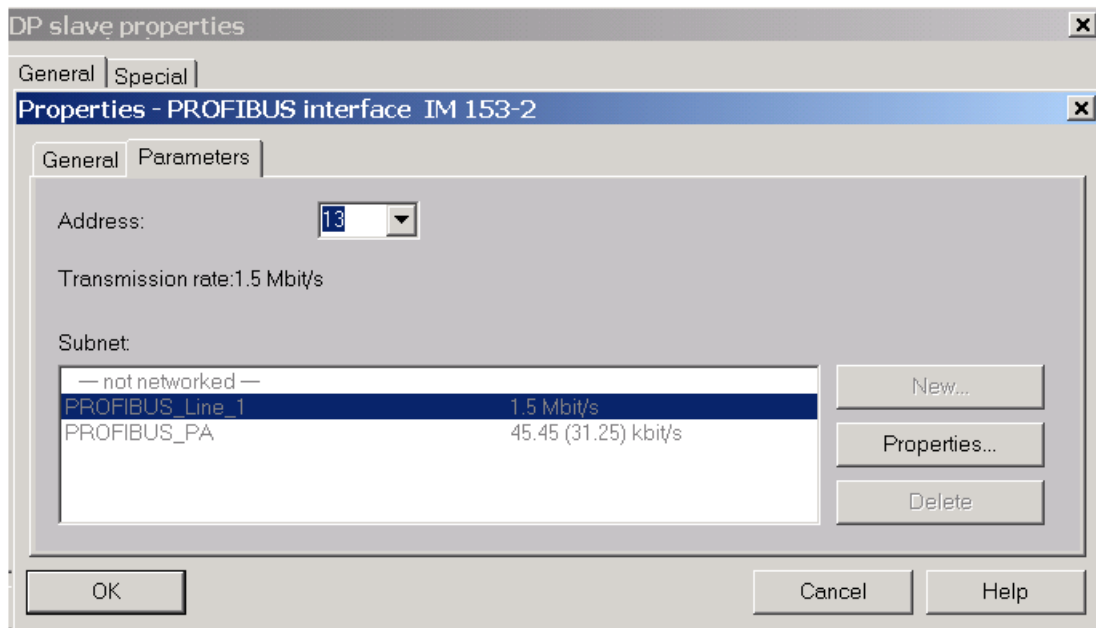 DP slave properties
General Special
Properties - PROFIBUS interface IM 153-2
General Parameters
Address: 13
Transmission rate:1.5 Mbit/s
Subnet:
— not networked —
PROFIBUS_Line_1 1.5 Mbit/s
PROFIBUS_PA 45.45 (31.25) kbit/s
New...
Properties...
Delete
OK Cancel Help